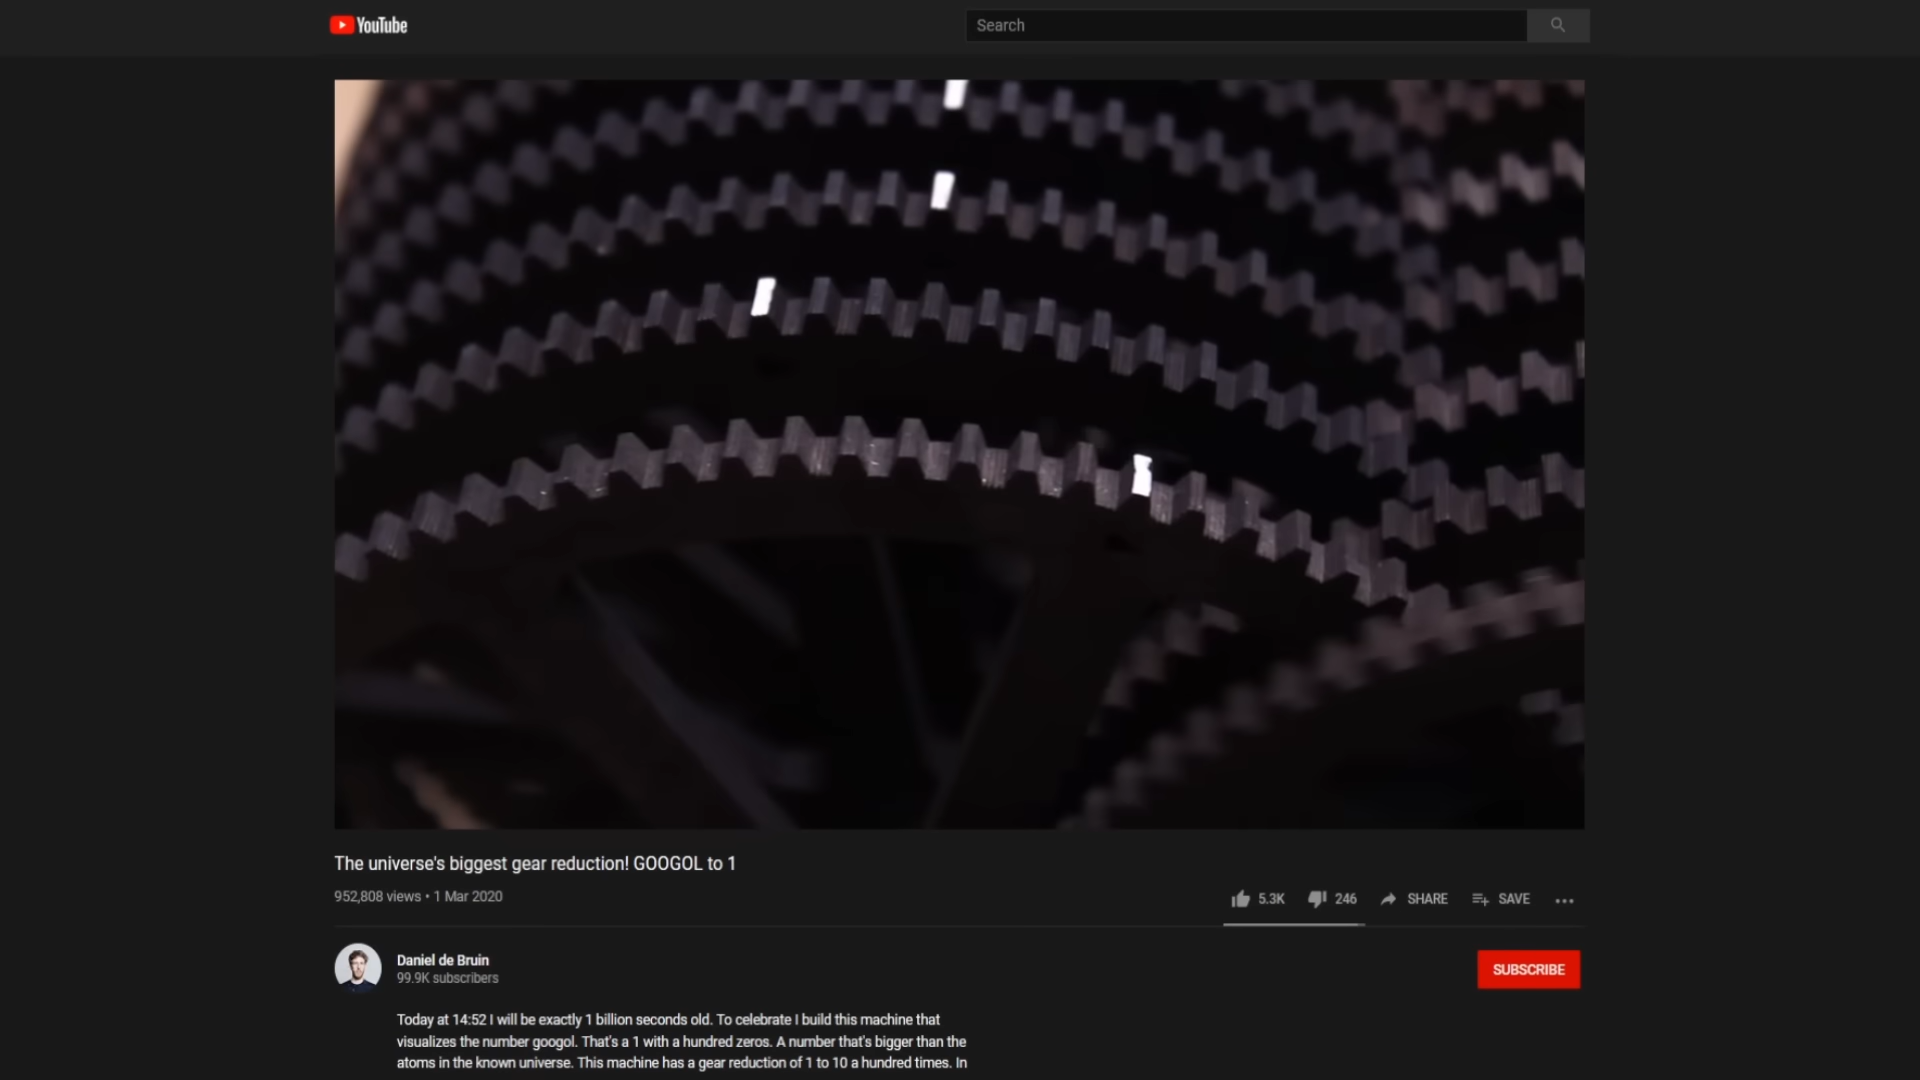 YouTube
Search
The universe's biggest gear reduction! GOOGOL to 1
952,808 views • 1 Mar 2020
5.3K
246
SHARE
SAVE
Daniel de Bruin
99.9K subscribers
SUBSCRIBE
Today at 14:52 I will be exactly 1 billion seconds old. To celebrate I build this machine that
visualizes the number googol. That's a 1 with a hundred zeros. A number that's bigger than the
atoms in the known universe. This machine has a gear reduction of 1 to 10 a hundred times. In